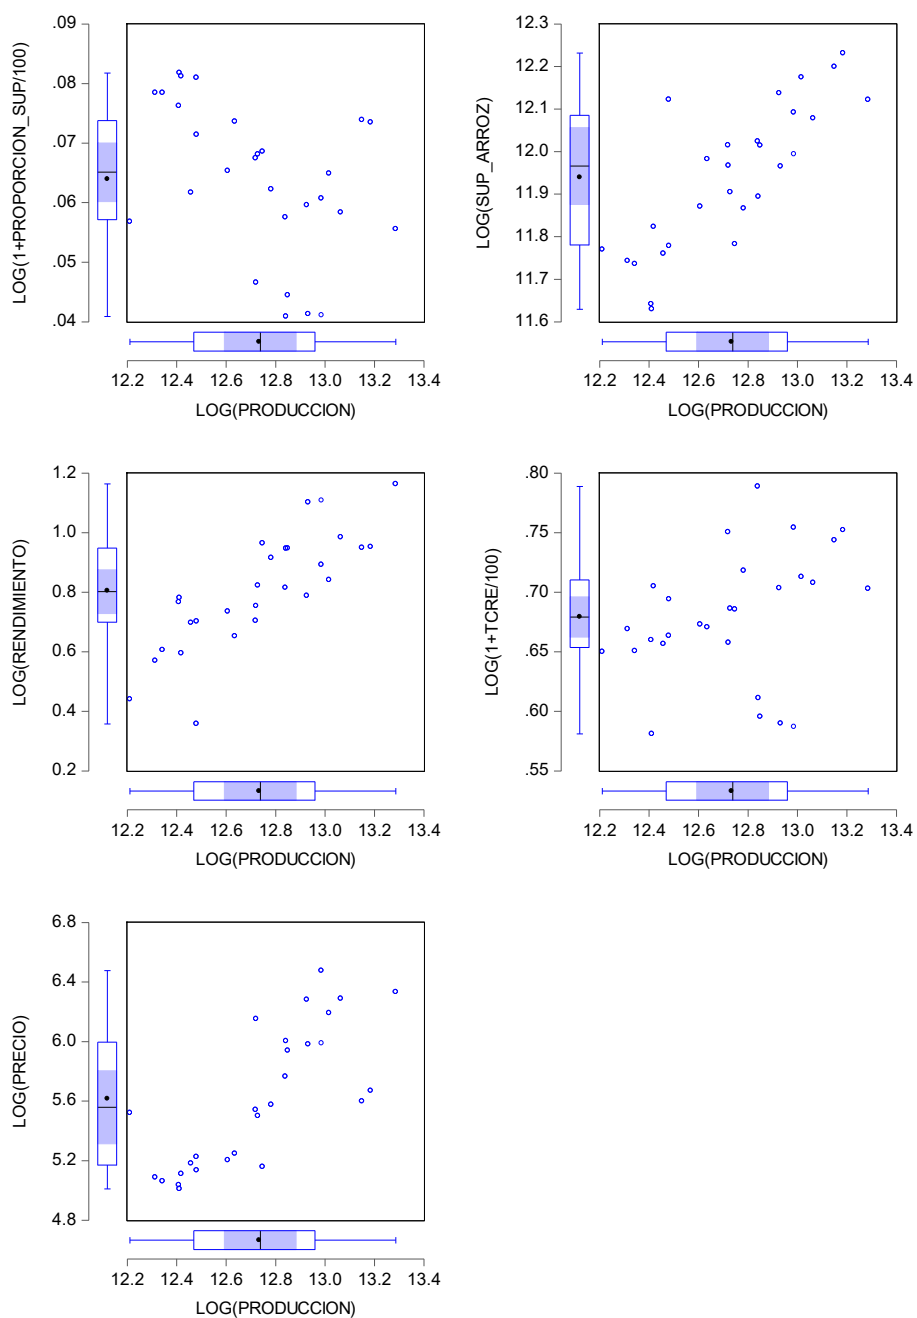 .09
.08
.07
.06
.05
.04
LOG(1+PROPORCION_SUP/100)
12.2 12.4 12.6 12.8 13.0 13.2 13.4
LOG(PRODUCCION)
12.3
12.2
12.1
12.0
11.9
11.8
11.7
11.6
LOG(SUP_ARROZ)
12.2 12.4 12.6 12.8 13.0 13.2 13.4
LOG(PRODUCCION)
1.2
1.0
0.8
0.6
0.4
0.2
LOG(RENDIMIENTO)
12.2 12.4 12.6 12.8 13.0 13.2 13.4
LOG(PRODUCCION)
.80
.75
.70
.65
.60
.55
LOG(1+TCRE/100)
12.2 12.4 12.6 12.8 13.0 13.2 13.4
LOG(PRODUCCION)
6.8
6.4
6.0
5.6
5.2
4.8
LOG(PRECIO)
12.2 12.4 12.6 12.8 13.0 13.2 13.4
LOG(PRODUCCION)